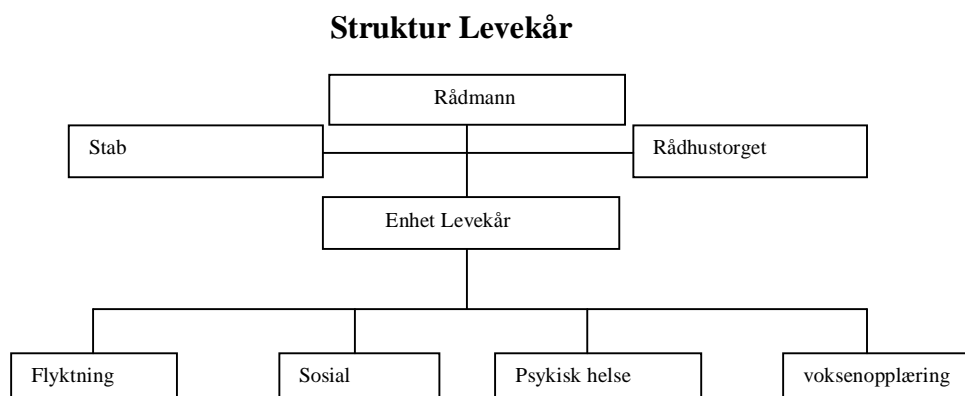 Struktur Levekår
Rådmann
Stab
Rådhustorget
Enhet Levekår
Flyktning
Sosial
Psykisk helse
voksenopplæring